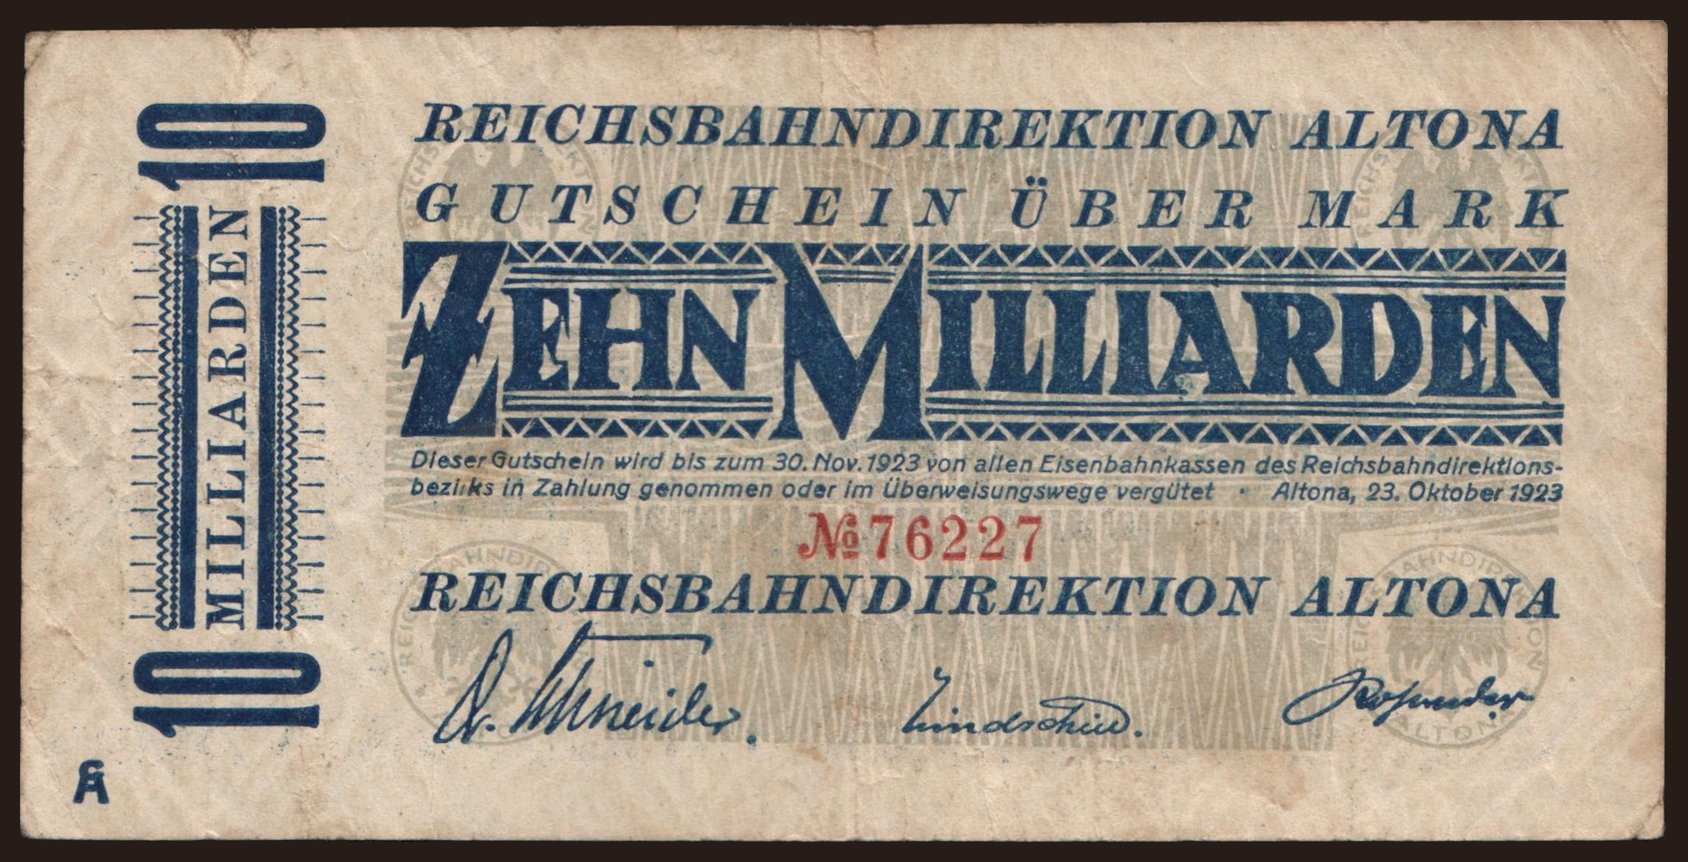 10 MILLIARDEN 10
REICHSBAHNDIREKTION ALTONA
GUTSCHEIN ÜBER MARK
ZEHN MILLIARDEN
Dieser Gutschein wird bis zum 30. Nov. 1923 von allen Eisenbahnkassen des Reichsbahndirektions-
bezirks in Zahlung genommen oder im Überweisungswege vergütet • Altona, 23. Oktober 1923
№ 76227
REICHSBAHNDIREKTION ALTONA